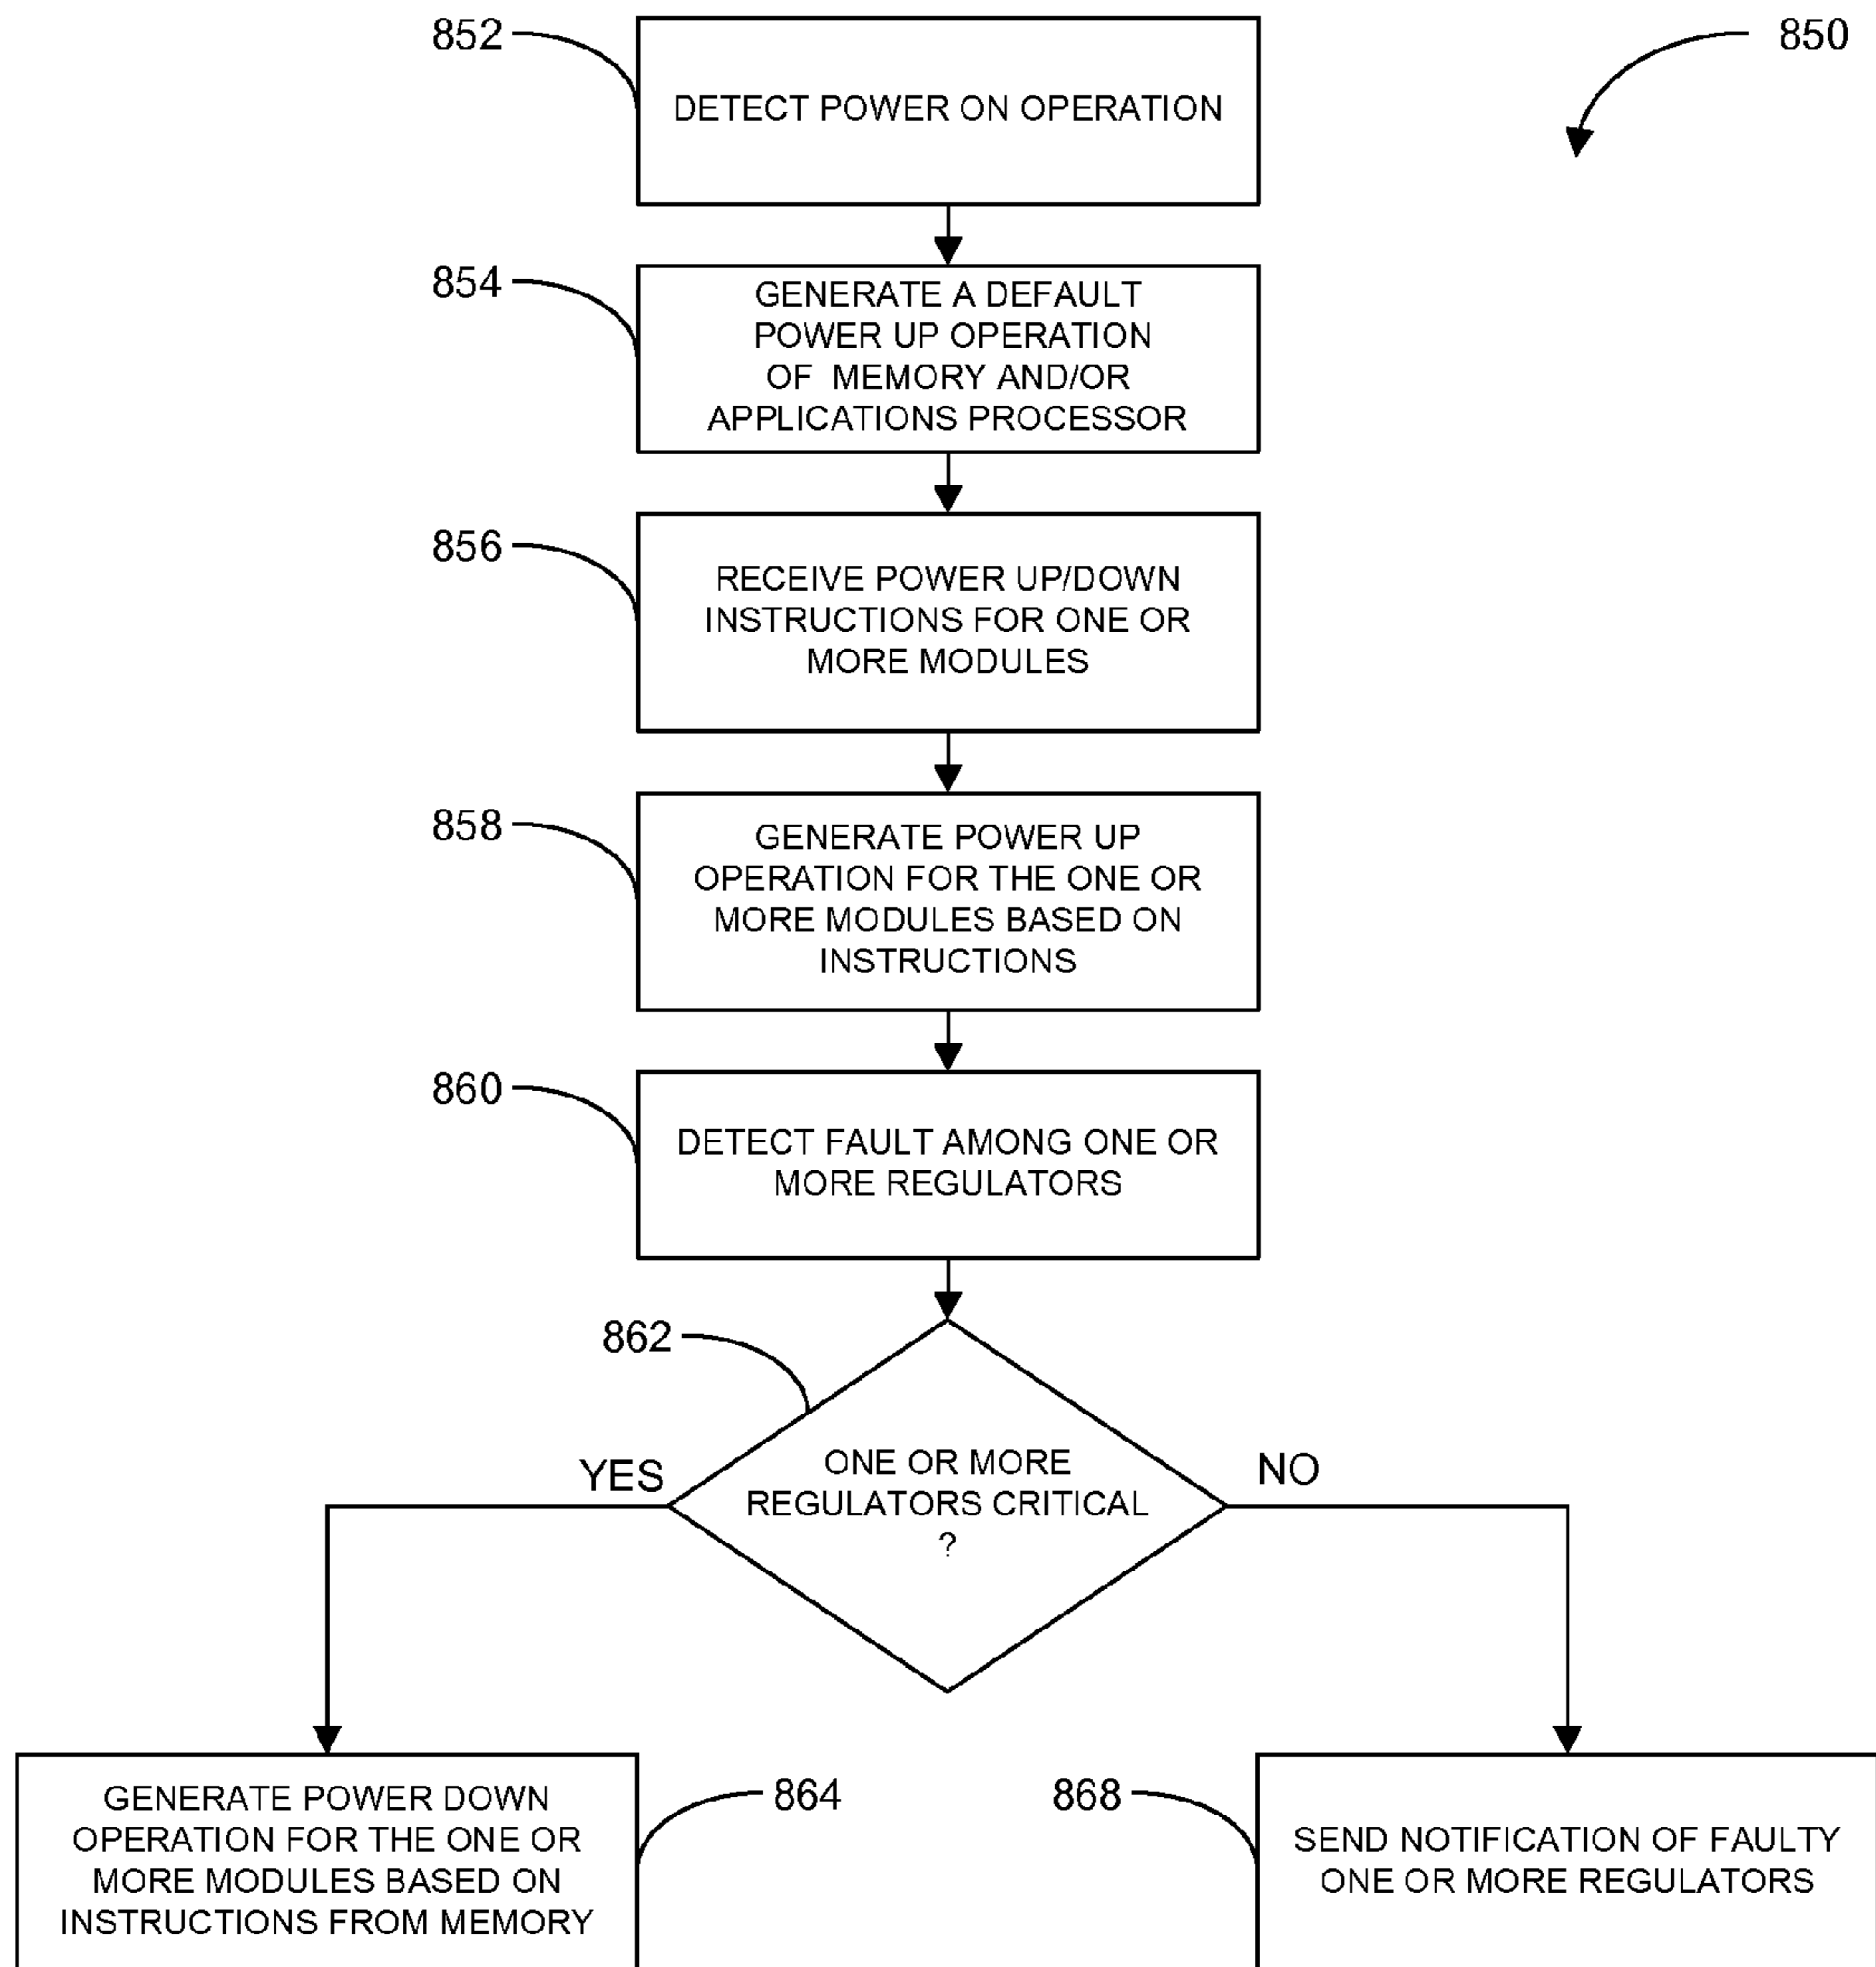 852
850
DETECT POWER ON OPERATION
854
GENERATE A DEFAULT
POWER UP OPERATION
OF MEMORY AND/OR
APPLICATIONS PROCESSOR
856
RECEIVE POWER UP/DOWN
INSTRUCTIONS FOR ONE OR
MORE MODULES
858
GENERATE POWER UP
OPERATION FOR THE ONE OR
MORE MODULES BASED ON
INSTRUCTIONS
860
DETECT FAULT AMONG ONE OR
MORE REGULATORS
862
ONE OR MORE
REGULATORS CRITICAL
?
YES
NO
GENERATE POWER DOWN
OPERATION FOR THE ONE OR
MORE MODULES BASED ON
INSTRUCTIONS FROM MEMORY
864
868
SEND NOTIFICATION OF FAULTY
ONE OR MORE REGULATORS